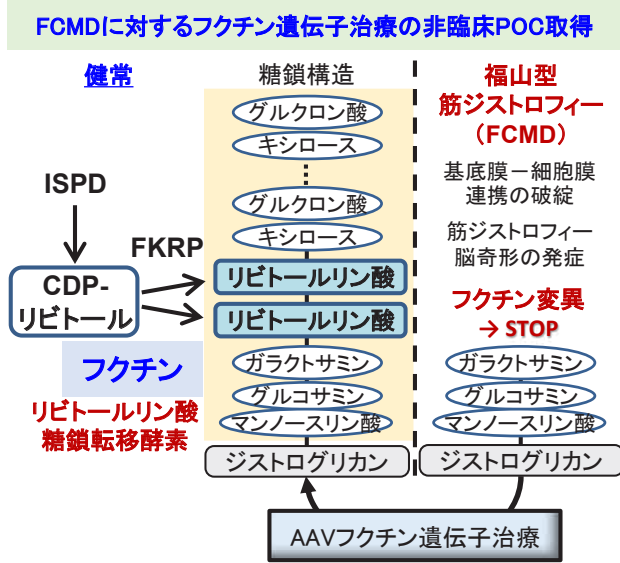 FCMDに対するフクチン遺伝子治療の非臨床POC取得
健常
糖鎖構造
グルクロン酸
キシロース
グルクロン酸
キシロース
ISPD
FKRP
CDP-
リビトール
リビトールリン酸
リビトールリン酸
フクチン
リビトールリン酸
糖鎖転移酵素
ガラクトサミン
グルコサミン
マンノースリン酸
ジストログリカン
福山型
筋ジストロフィー
（FCMD）
基底膜－細胞膜
連携の破綻
筋ジストロフィー
脳奇形の発症
フクチン変異
→ STOP
ガラクトサミン
グルコサミン
マンノースリン酸
ジストログリカン
AAVフクチン遺伝子治療